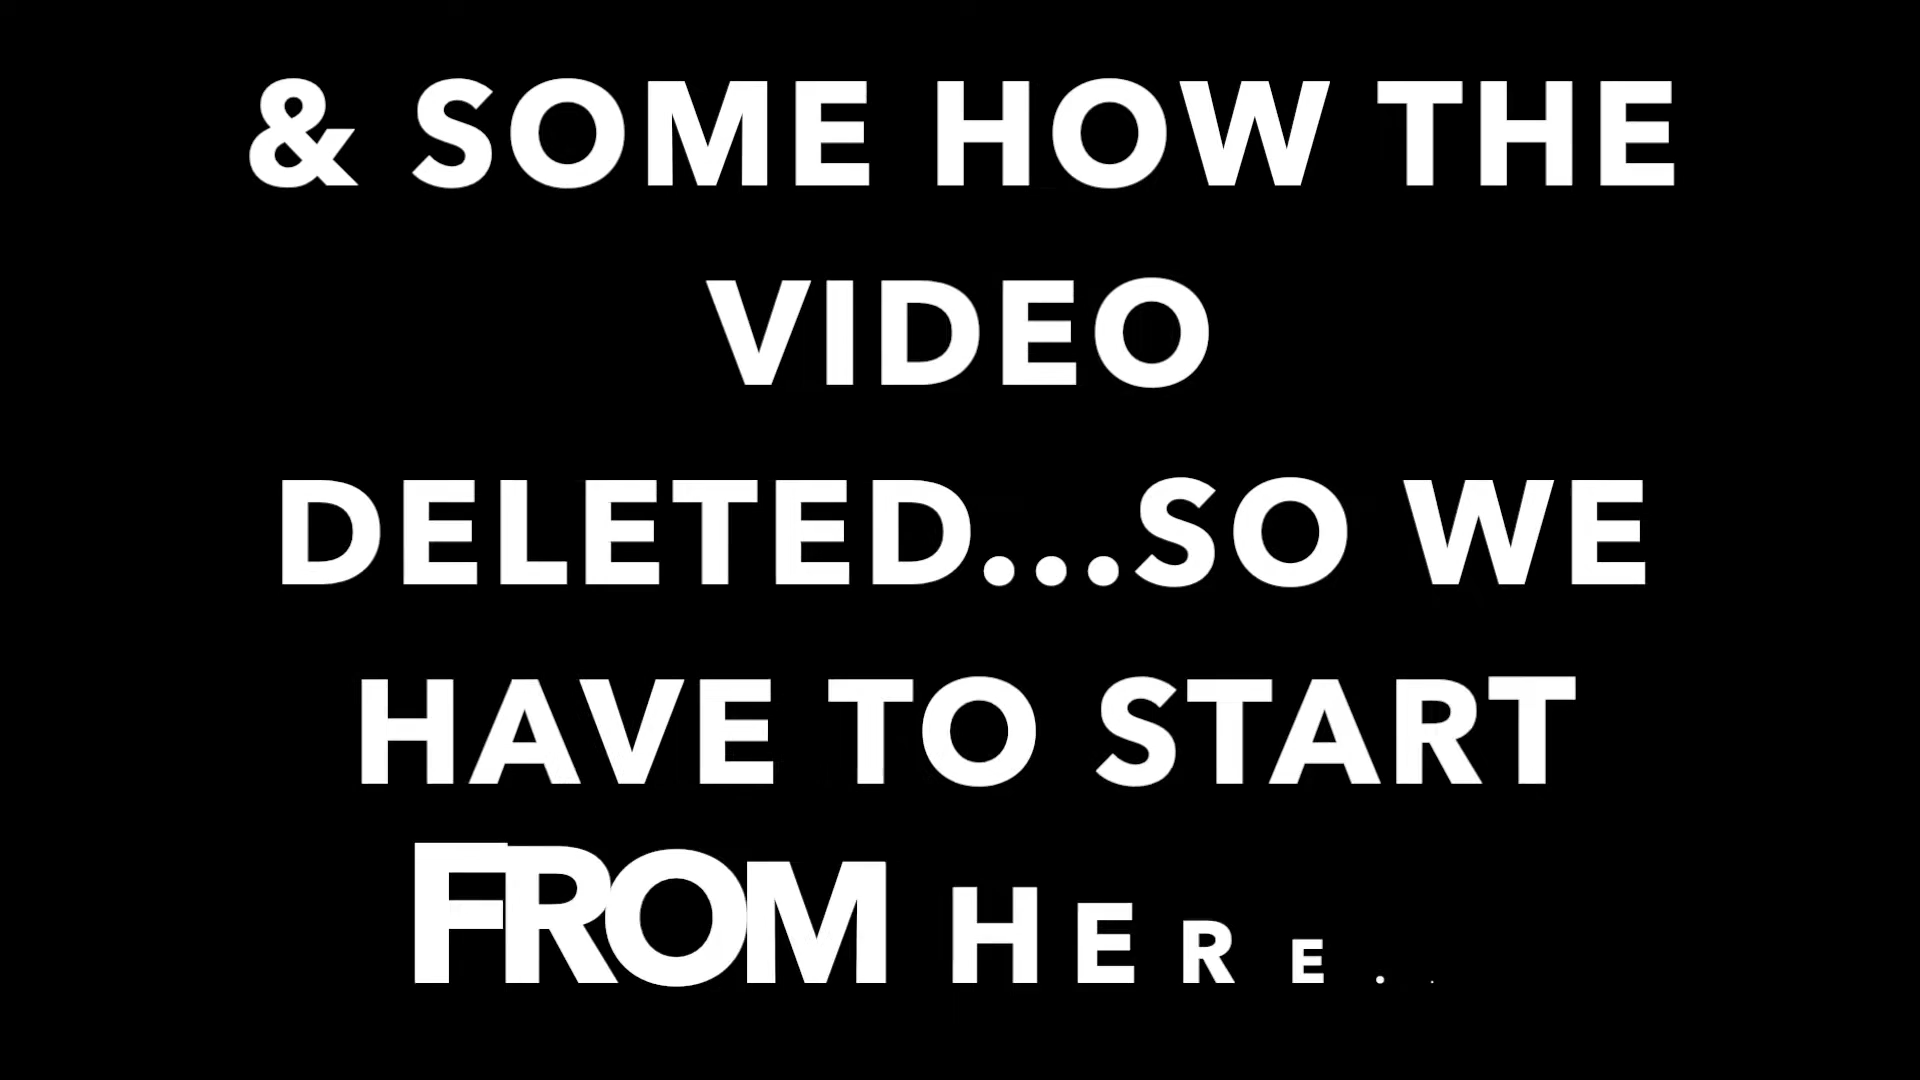 & SOME HOW THE
VIDEO
DELETED...SO WE
HAVE TO START
FROM HERE..